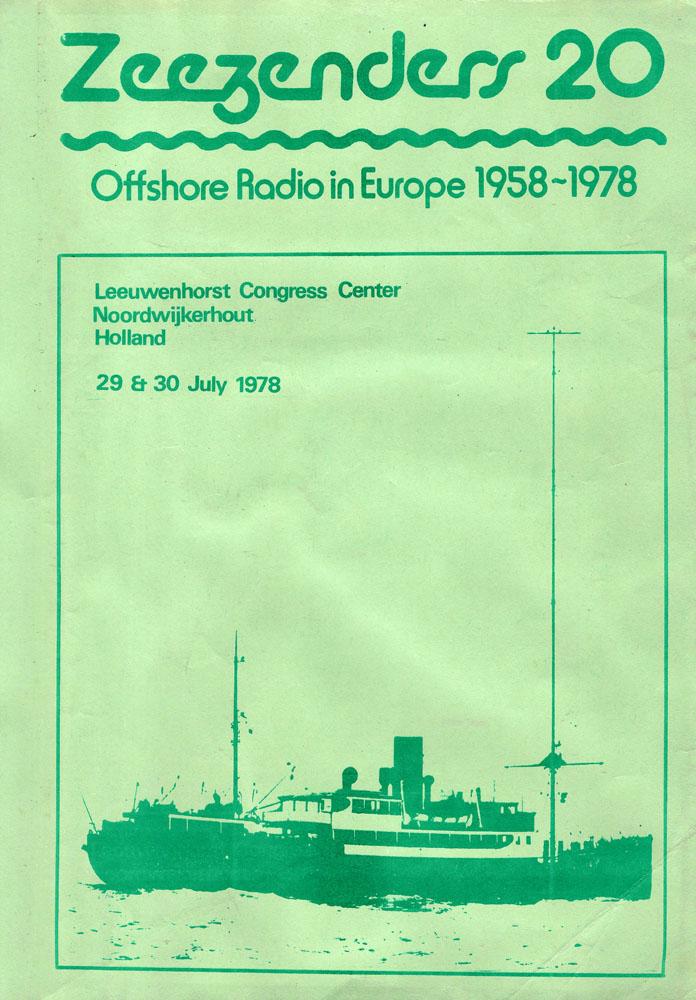 Zeezenders 20
Offshore Radio in Europe 1958~1978
Leeuwenhorst Congress Center
Noordwijkerhout
Holland
29 & 30 July 1978